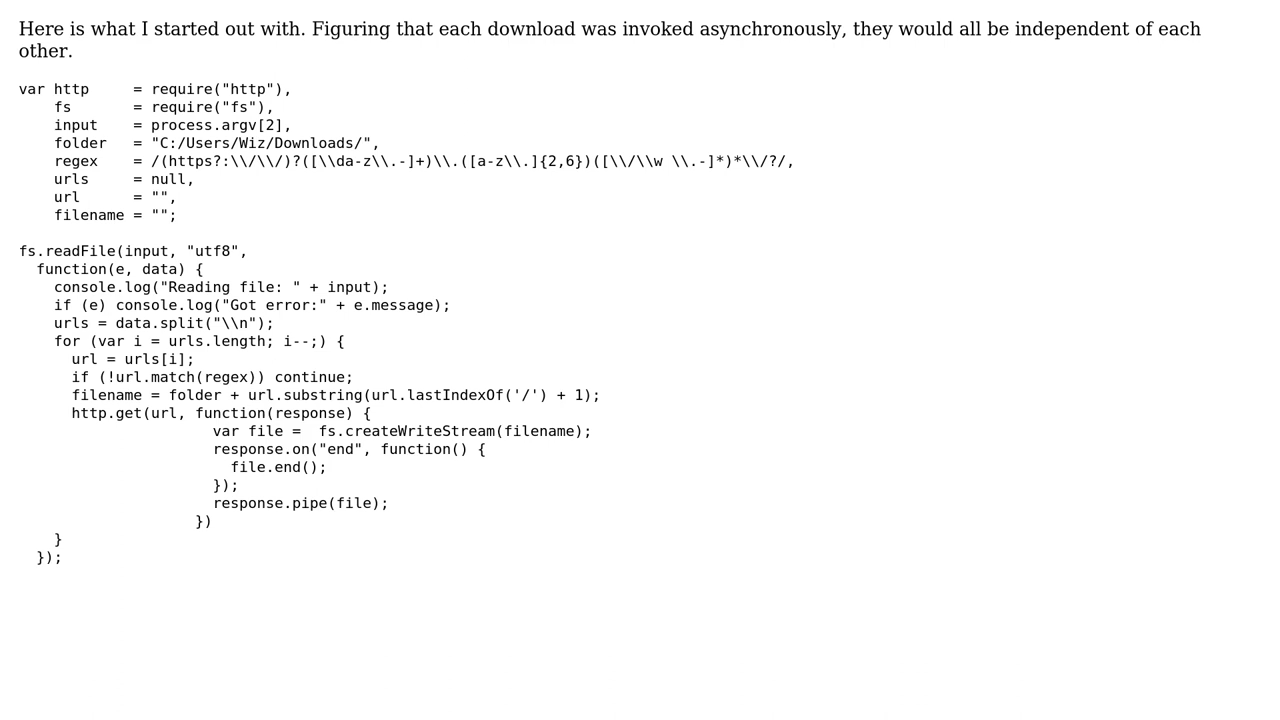 Here is what I started out with. Figuring that each download was invoked asynchronously, they would all be independent of each
other.
var http     = require("http"),
    fs       = require("fs"),
    input    = process.argv[2],
    folder   = "C:/Users/Wiz/Downloads/",
    regex    = /(https?:\\/\\/)?([\\da-z\\.-]+)\\.([a-z\\.]{2,6})([\\/\\w \\.-]*)*\\/?/,
    urls     = null,
    url      = "",
    filename = "";

fs.readFile(input, "utf8",
  function(e, data) {
    console.log("Reading file: " + input);
    if (e) console.log("Got error:" + e.message);
    urls = data.split("\\n");
    for (var i = urls.length; i--;) {
      url = urls[i];
      if (!url.match(regex)) continue;
      filename = folder + url.substring(url.lastIndexOf('/') + 1);
      http.get(url, function(response) {
                      var file =  fs.createWriteStream(filename);
                      response.on("end", function() {
                        file.end();
                      });
                      response.pipe(file);
                    })
    }
  });